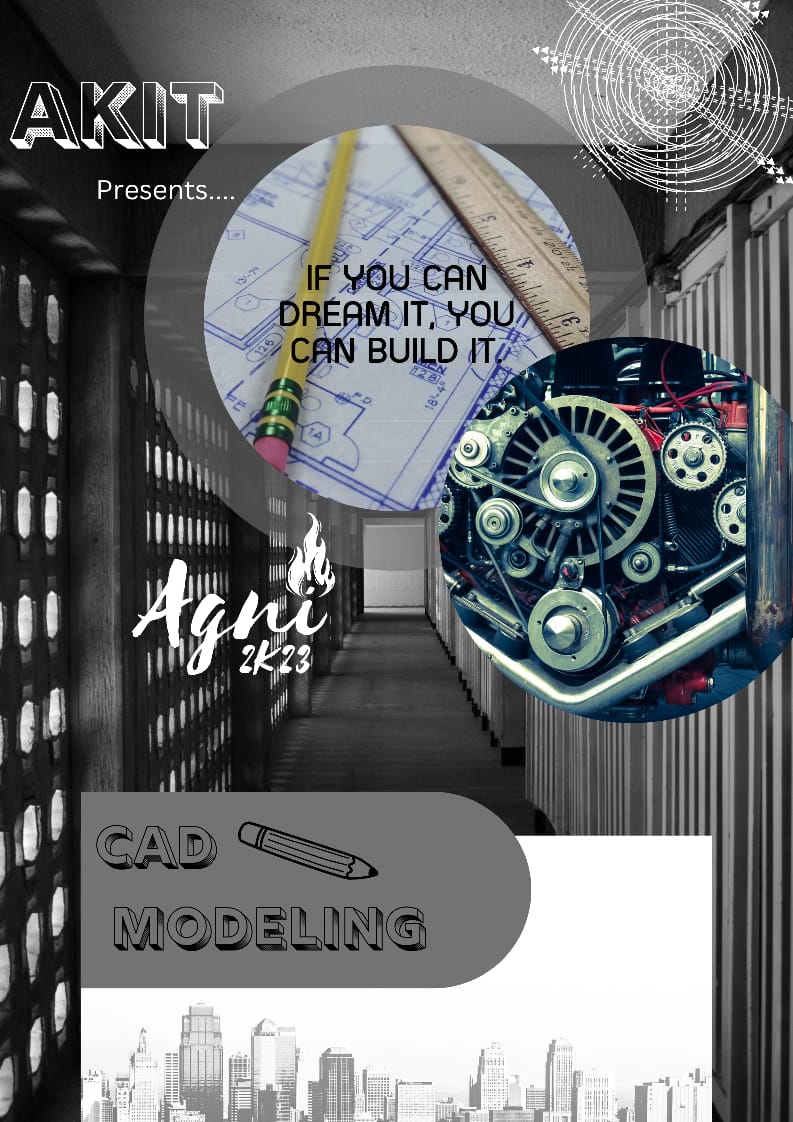 AKIT
Presents....
IF YOU CAN
DREAM IT, YOU
CAN BUILD IT.
Agni
2K23
CAD
MODELING